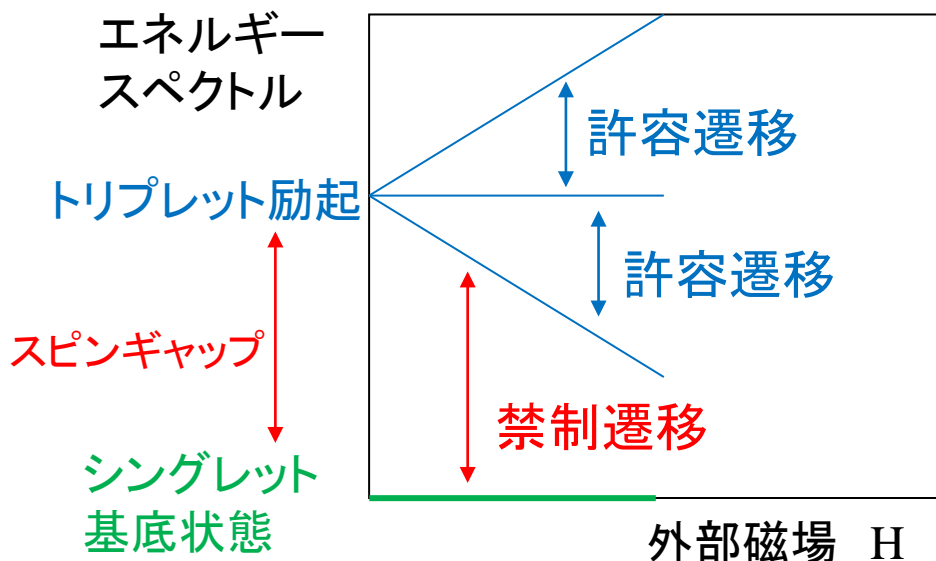 エネルギー
スペクトル
許容遷移
トリプレット励起
許容遷移
スピンギャップ
禁制遷移
シングレット
基底状態
外部磁場 H